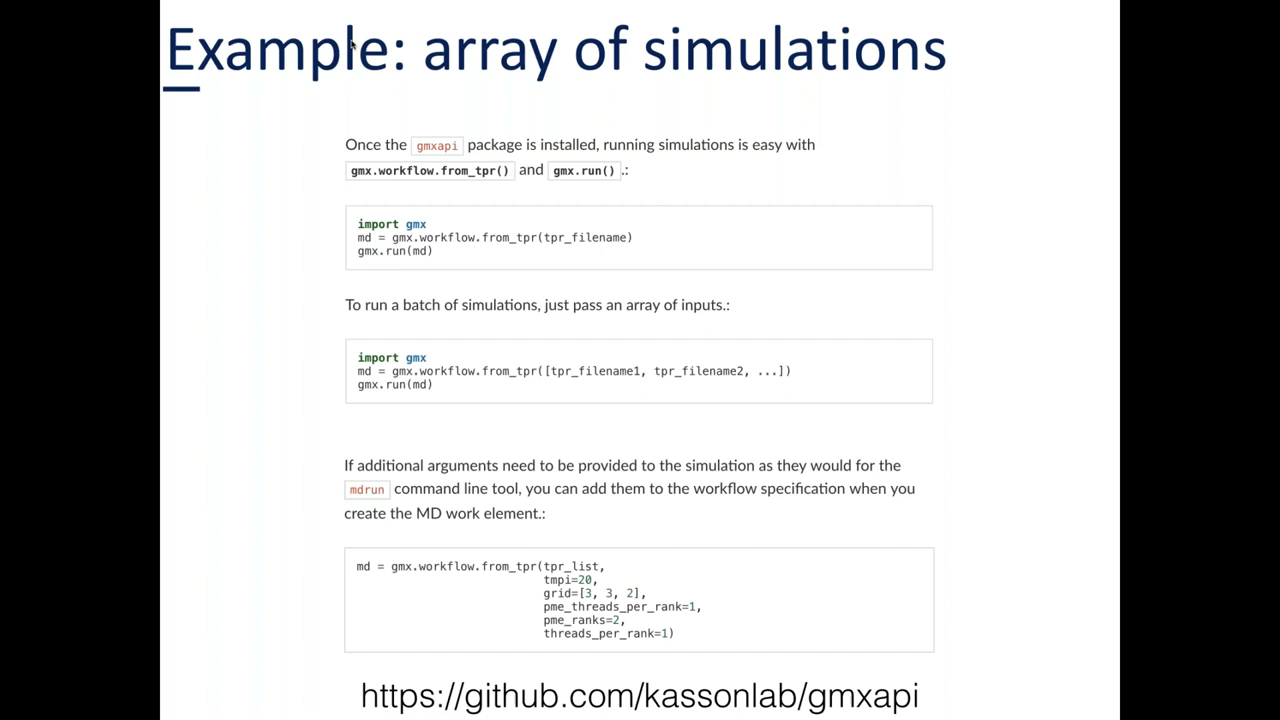 Example: array of simulations
Once the gmxapi package is installed, running simulations is easy with
gmx.workflow.from_tpr() and gmx.run() .:
import gmx
md = gmx.workflow.from_tpr(tpr_filename)
gmx.run(md)
To run a batch of simulations, just pass an array of inputs.:
import gmx
md = gmx.workflow.from_tpr([tpr_filename1, tpr_filename2, ...])
gmx.run(md)
If additional arguments need to be provided to the simulation as they would for the
mdrun command line tool, you can add them to the workflow specification when you
create the MD work element.:
md = gmx.workflow.from_tpr(tpr_list,
tmpi=20,
grid=[3, 3, 2],
pme_threads_per_rank=1,
pme_ranks=2,
threads_per_rank=1)
https://github.com/kassonlab/gmxapi